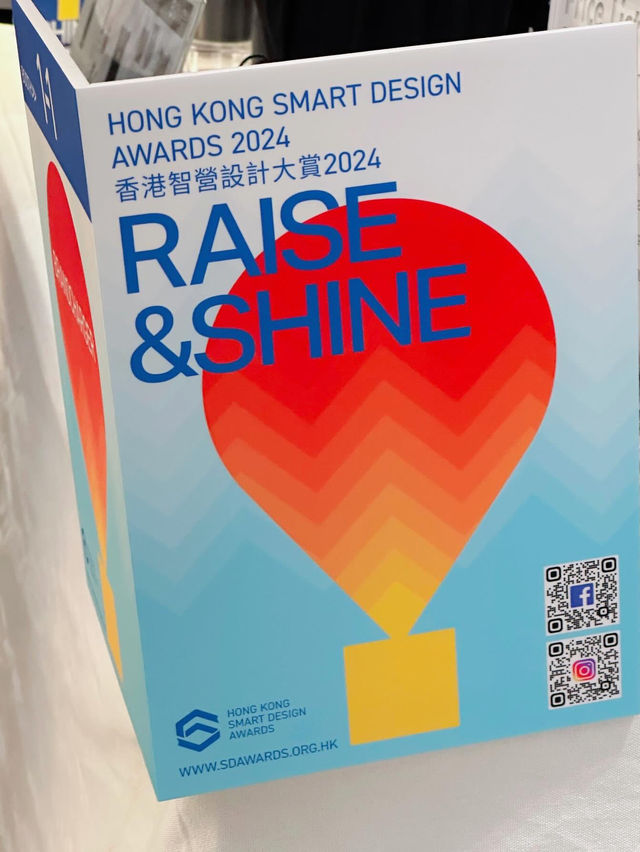 HONG KONG SMART DESIGN
AWARDS 2024
香港智營設計大賞2024
RAISE
&SHINE
HONG KONG
SMART DESIGN
AWARDS
WWW.SDAWARDS.ORG.HK